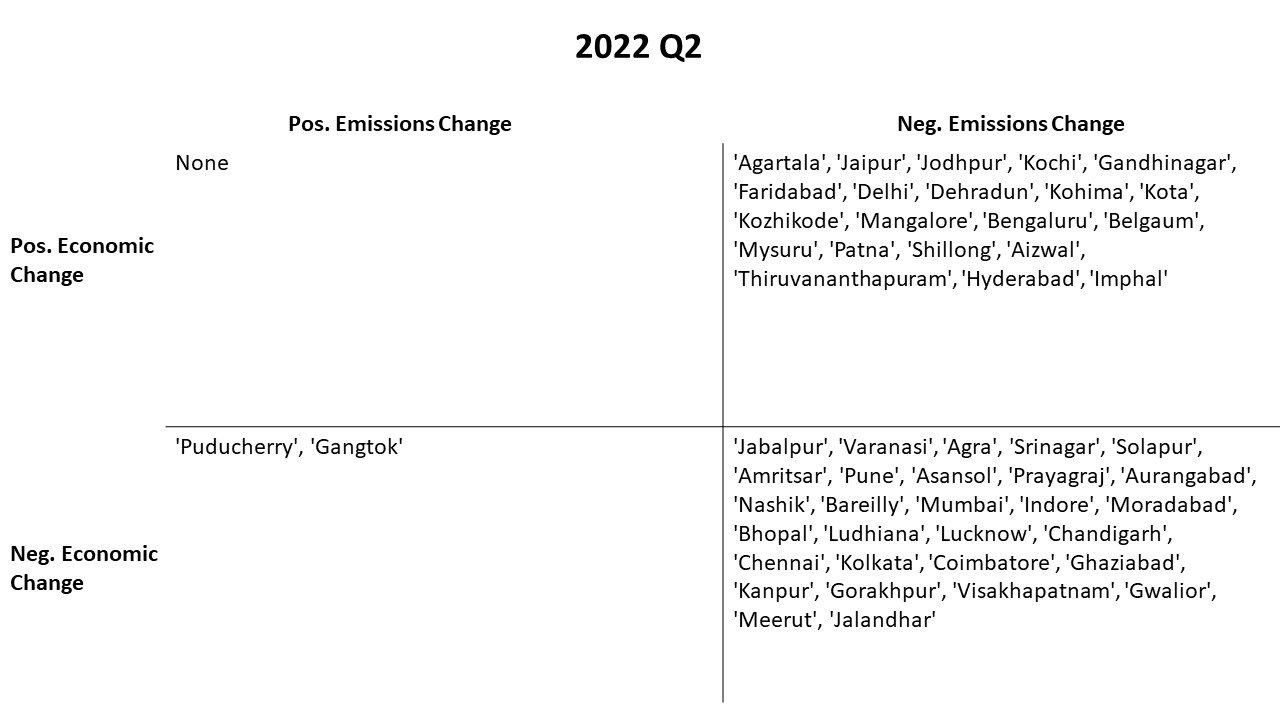 2022 Q2
Pos. Emissions Change
Neg. Emissions Change
Pos. Economic
Change
None
'Agartala', 'Jaipur', 'Jodhpur', 'Kochi', 'Gandhinagar',
'Faridabad', 'Delhi', 'Dehradun', 'Kohima', 'Kota',
'Kozhikode', 'Mangalore', 'Bengaluru', 'Belgaum',
'Mysuru', 'Patna', 'Shillong', 'Aizwal',
'Thiruvananthapuram', 'Hyderabad', 'Imphal'
Neg. Economic
Change
'Puducherry', 'Gangtok'
'Jabalpur', 'Varanasi', 'Agra', 'Srinagar', 'Solapur',
'Amritsar', 'Pune', 'Asansol', 'Prayagraj', 'Aurangabad',
'Nashik', 'Bareilly', 'Mumbai', 'Indore', 'Moradabad',
'Bhopal', 'Ludhiana', 'Lucknow', 'Chandigarh',
'Chennai', 'Kolkata', 'Coimbatore', 'Ghaziabad',
'Kanpur', 'Gorakhpur', 'Visakhapatnam', 'Gwalior',
'Meerut', 'Jalandhar'